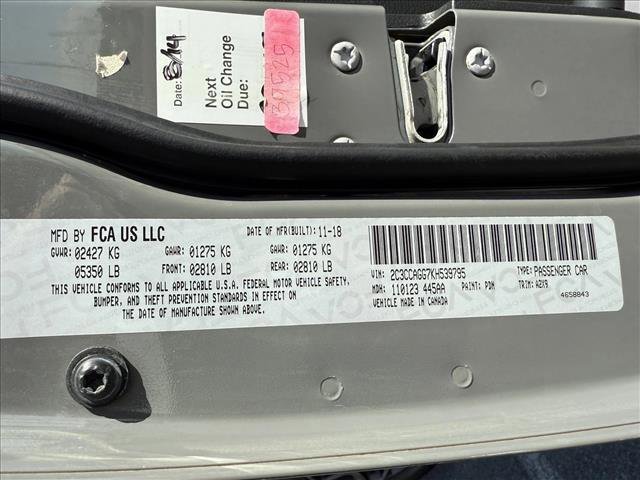 Date: 8/14
Next
Oil Change
Due:
30525
MFD BY FCA US LLC
DATE OF MFR(BUILT): 11-18
GVWR: 02427 KG
GAWR: 01275 KG
GAWR: 01275 KG
05350 LB
FRONT: 02810 LB
REAR: 02810 LB
THIS VEHICLE CONFORMS TO ALL APPLICABLE U.S.A. FEDERAL MOTOR VEHICLE SAFETY,
BUMPER, AND THEFT PREVENTION STANDARDS IN EFFECT ON
THE DATE OF MANUFACTURE SHOWN ABOVE.
VIN: 2C3CCAGG7KH539795
TYPE: PASSENGER CAR
MDH: 110123 445AA
PAINT: PDN
TRIM: A2X9
VEHICLE MADE IN CANADA
4658843